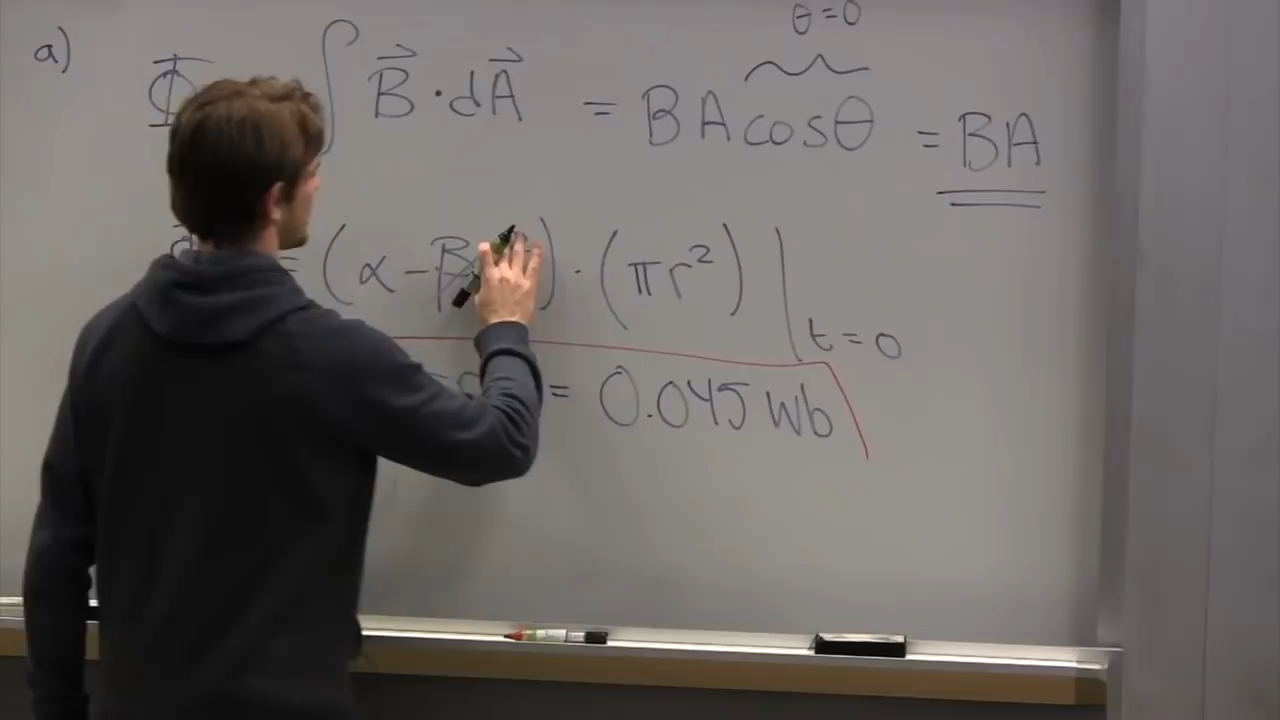 a)
θ=0
Φ ∫ B⃗ · dA⃗ = BA cosθ = BA
= (α - B ) · (πr²) | t=0
= 0.045 Wb